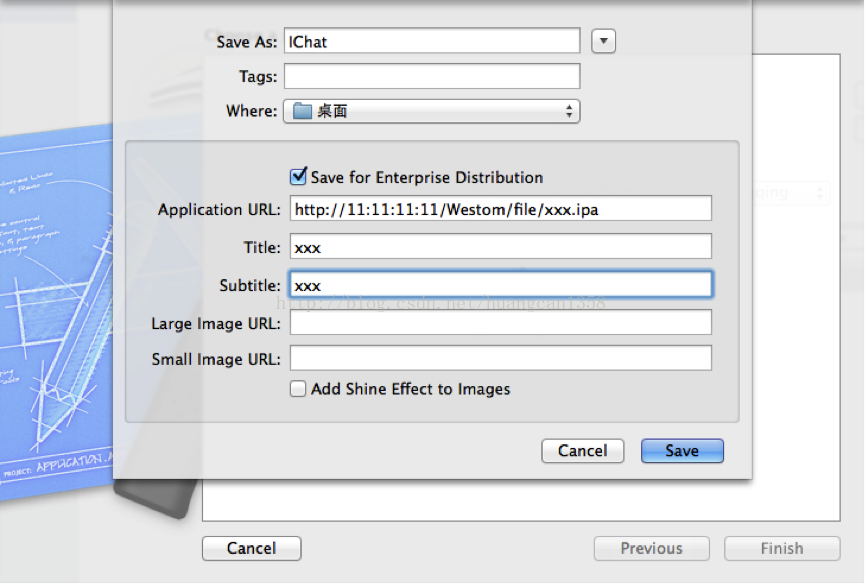 Save As: IChat
Tags:
Where: 桌面
Save for Enterprise Distribution
Application URL: http://11:11:11:11/Westom/file/xxx.ipa
Title: xxx
Subtitle: xxx
http://blog.csdn.net/huangcan1358
Large Image URL:
Small Image URL:
Add Shine Effect to Images
Cancel Save
PROJECT: APPLICATION.A
Cancel Previous Finish